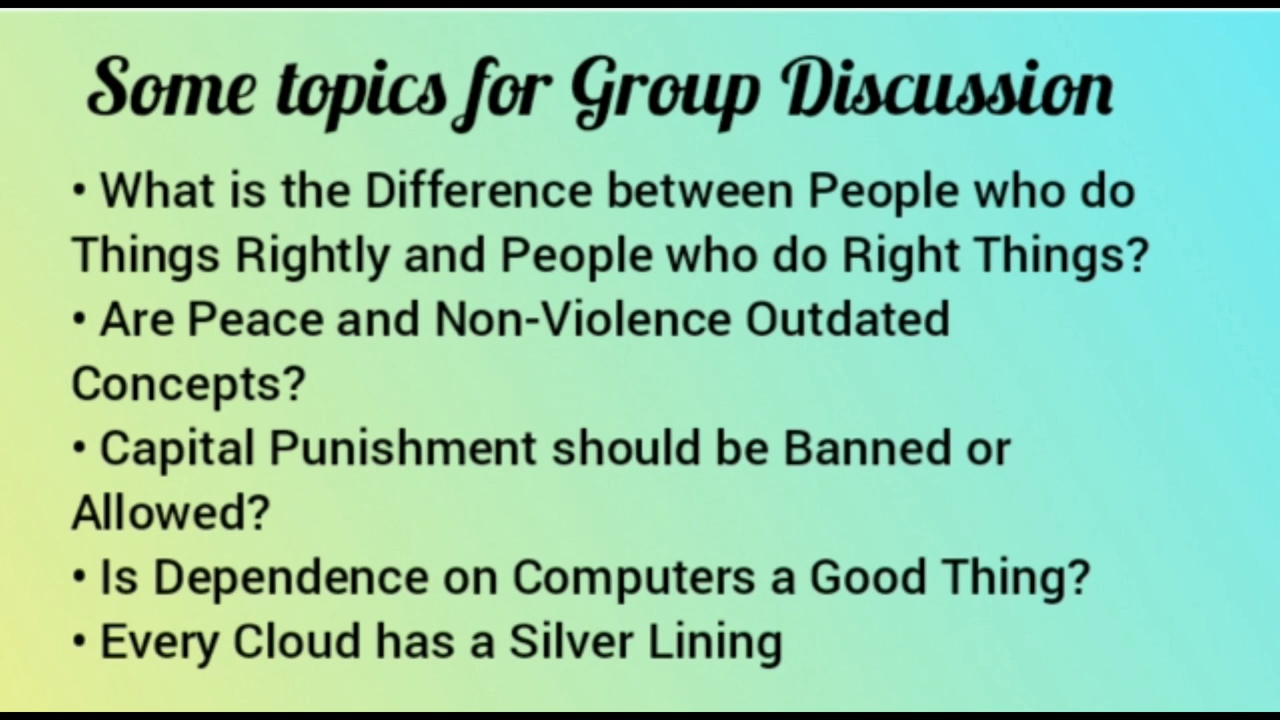 Some topics for Group Discussion
• What is the Difference between People who do
Things Rightly and People who do Right Things?
• Are Peace and Non-Violence Outdated
Concepts?
• Capital Punishment should be Banned or
Allowed?
• Is Dependence on Computers a Good Thing?
• Every Cloud has a Silver Lining